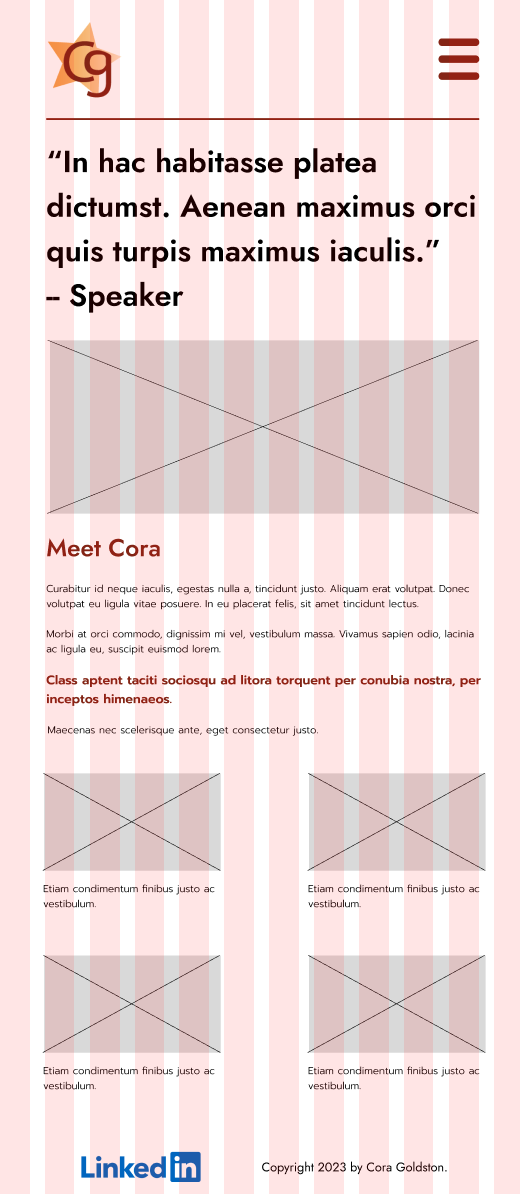 Cg
“In hac habitasse platea
dictumst. Aenean maximus orci
quis turpis maximus iaculis.”
-- Speaker
Meet Cora
Curabitur id neque iaculis, egestas nulla a, tincidunt justo. Aliquam erat volutpat. Donec
volutpat eu ligula vitae posuere. In eu placerat felis, sit amet tincidunt lectus.
Morbi at orci commodo, dignissim mi vel, vestibulum massa. Vivamus sapien odio, lacinia
ac ligula eu, suscipit euismod lorem.
Class aptent taciti sociosqu ad litora torquent per conubia nostra, per
inceptos himenaeos.
Maecenas nec scelerisque ante, eget consectetur justo.
Etiam condimentum finibus justo ac
vestibulum.
Etiam condimentum finibus justo ac
vestibulum.
Etiam condimentum finibus justo ac
vestibulum.
Etiam condimentum finibus justo ac
vestibulum.
Linkedin
Copyright 2023 by Cora Goldston.